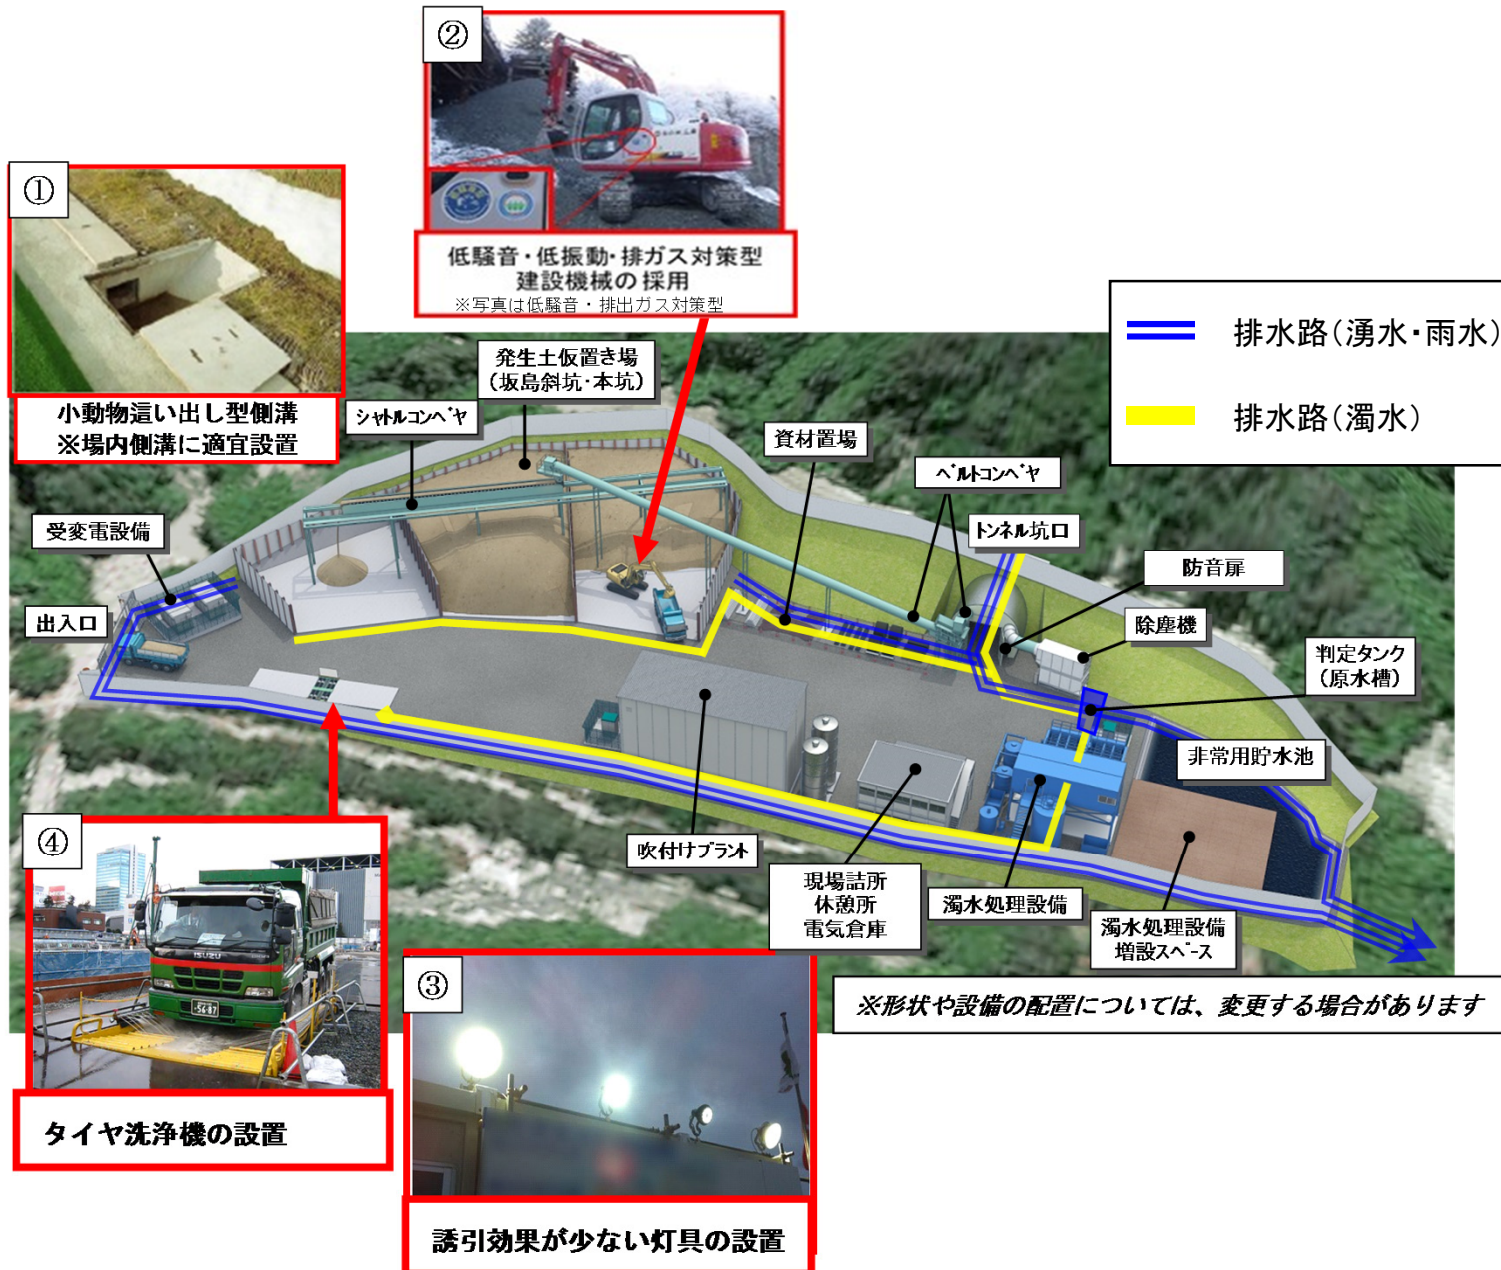 ①
小動物這い出し型側溝
※場内側溝に適宜設置
②
低騒音・低振動・排ガス対策型
建設機械の採用
※写真は低騒音・排出ガス対策型
排水路（湧水・雨水）
排水路（濁水）
発生土仮置き場
（坂島斜坑・本坑）
シャトルコンベヤ
資材置場
ベルトコンベヤ
トンネル坑口
防音扉
除塵機
判定タンク
（原水槽）
受変電設備
出入口
非常用貯水池
吹付けプラント
現場詰所
休憩所
電気倉庫
濁水処理設備
濁水処理設備
増設スペース
※形状や設備の配置については、変更する場合があります
④
ISUZU
56-87
タイヤ洗浄機の設置
③
誘引効果が少ない灯具の設置